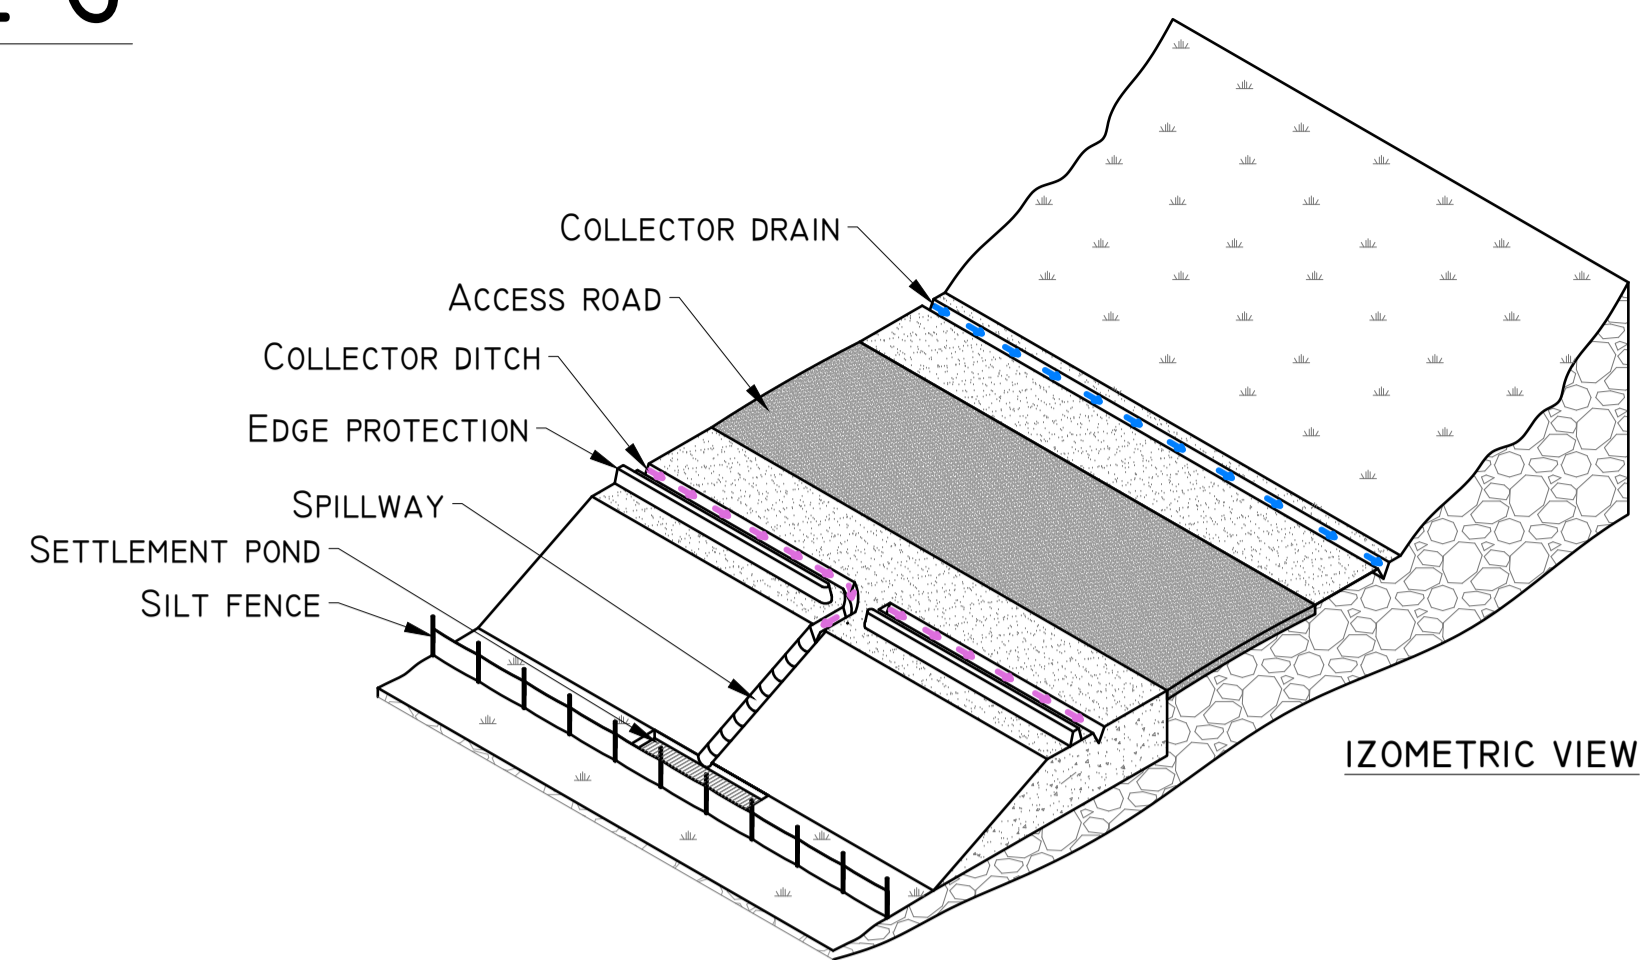 COLLECTOR DRAIN
ACCESS ROAD
COLLECTOR DITCH
EDGE PROTECTION
SPILLWAY
SETTLEMENT POND
SILT FENCE
IZOMETRIC VIEW